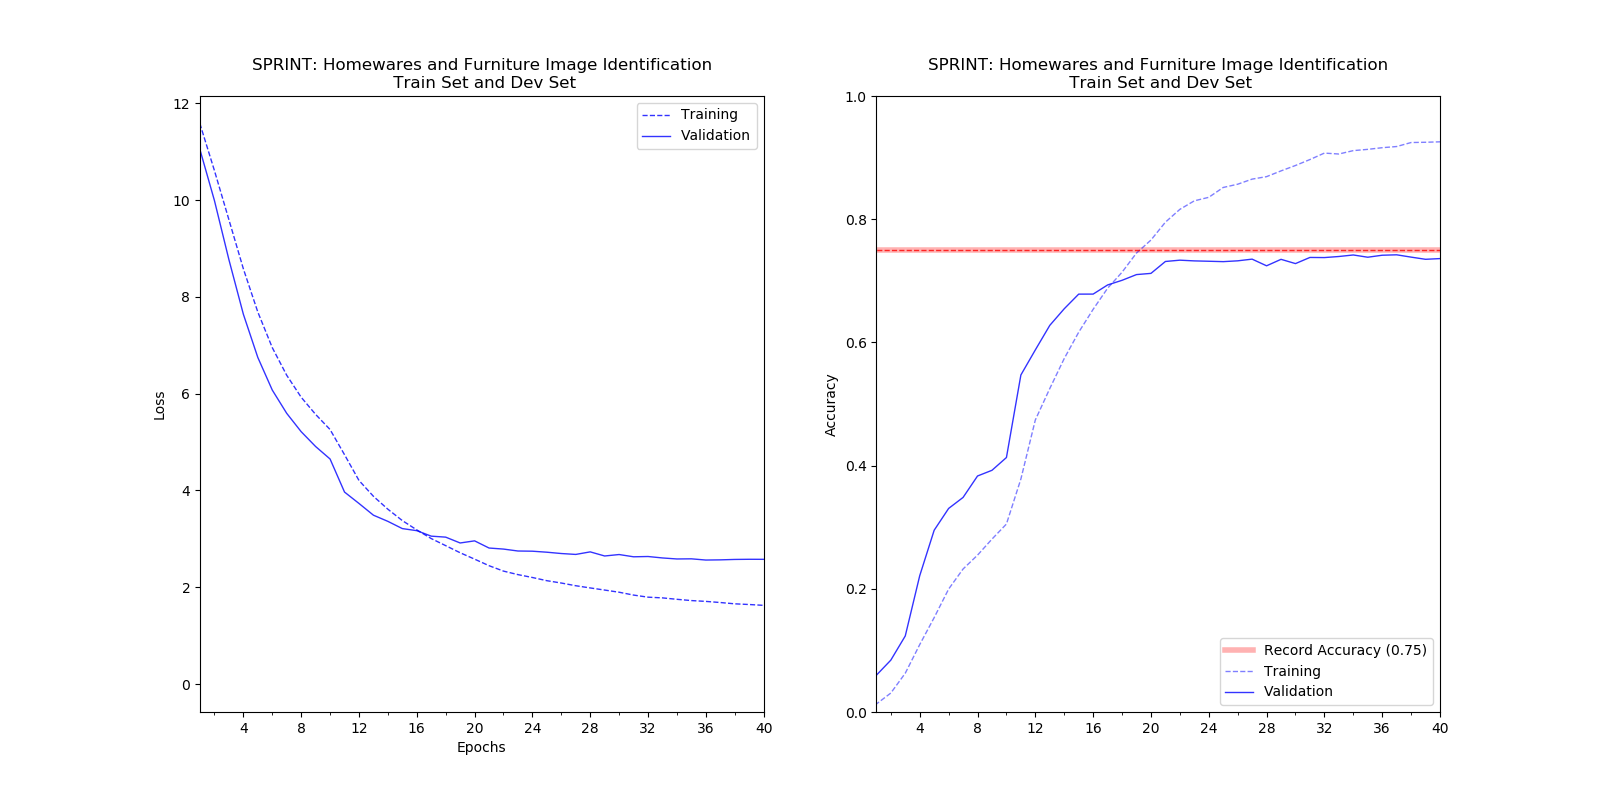 SPRINT: Homewares and Furniture Image Identification
Train Set and Dev Set
12
10
8
6
4
2
0
Loss
4 8 12 16 20 24 28 32 36 40
Epochs
Training
Validation
SPRINT: Homewares and Furniture Image Identification
Train Set and Dev Set
1.0
0.8
0.6
0.4
0.2
0.0
Accuracy
4 8 12 16 20 24 28 32 36 40
Record Accuracy (0.75)
Training
Validation